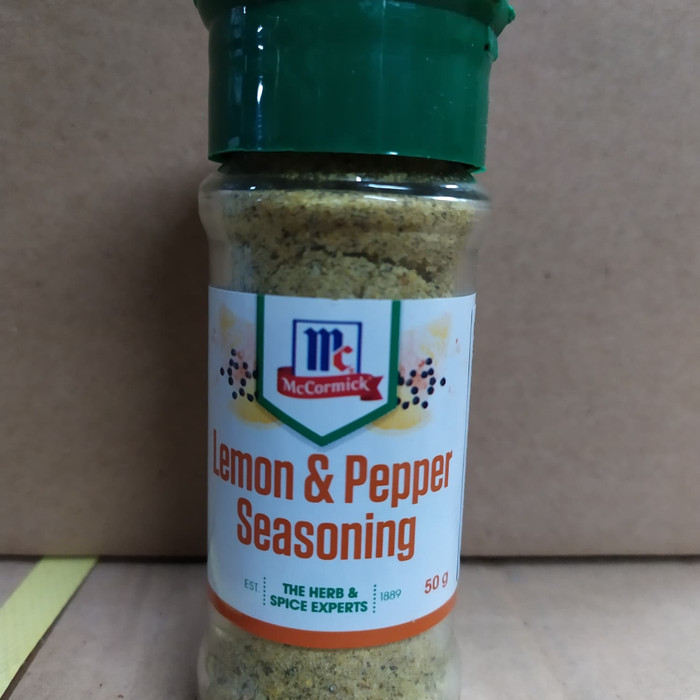 Mc
McCormick®
Lemon & Pepper
Seasoning
EST. THE HERB & SPICE EXPERTS 1889
50 g